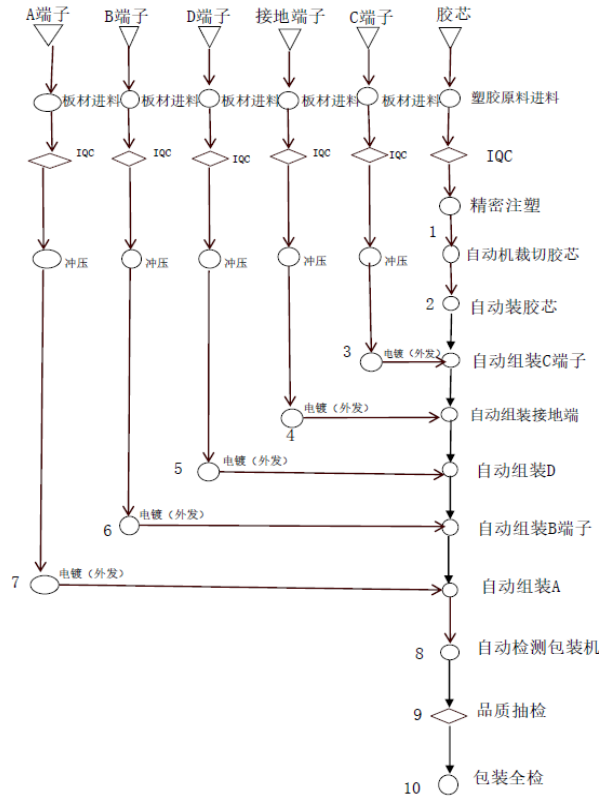 A端子 B端子 D端子 接地端子 C端子 胶芯
板材进料 板材进料 板材进料 板材进料 板材进料 塑胶原料进料
IQC IQC IQC IQC IQC IQC
精密注塑
1
冲压 冲压 冲压 冲压 冲压 自动机裁切胶芯
2 自动装胶芯
3 电镀（外发） 自动组装C端子
4 电镀（外发） 自动组装接地端
5 电镀（外发） 自动组装D
6 电镀（外发） 自动组装B端子
7 电镀（外发） 自动组装A
8 自动检测包装机
9 品质抽检
10 包装全检